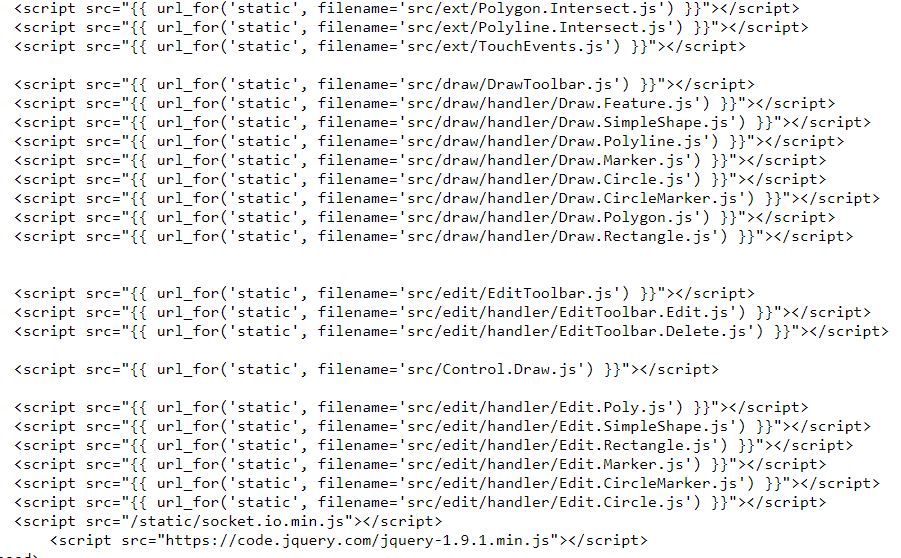 <script src="{{ url_for('static', filename='src/ext/Polygon.Intersect.js') }}"></script>
<script src="{{ url_for('static', filename='src/ext/Polyline.Intersect.js') }}"></script>
<script src="{{ url_for('static', filename='src/ext/TouchEvents.js') }}"></script>
<script src="{{ url_for('static', filename='src/draw/DrawToolbar.js') }}"></script>
<script src="{{ url_for('static', filename='src/draw/handler/Draw.Feature.js') }}"></script>
<script src="{{ url_for('static', filename='src/draw/handler/Draw.SimpleShape.js') }}"></script>
<script src="{{ url_for('static', filename='src/draw/handler/Draw.Polyline.js') }}"></script>
<script src="{{ url_for('static', filename='src/draw/handler/Draw.Marker.js') }}"></script>
<script src="{{ url_for('static', filename='src/draw/handler/Draw.Circle.js') }}"></script>
<script src="{{ url_for('static', filename='src/draw/handler/Draw.CircleMarker.js') }}"></script>
<script src="{{ url_for('static', filename='src/draw/handler/Draw.Polygon.js') }}"></script>
<script src="{{ url_for('static', filename='src/draw/handler/Draw.Rectangle.js') }}"></script>
<script src="{{ url_for('static', filename='src/edit/EditToolbar.js') }}"></script>
<script src="{{ url_for('static', filename='src/edit/handler/EditToolbar.Edit.js') }}"></script>
<script src="{{ url_for('static', filename='src/edit/handler/EditToolbar.Delete.js') }}"></script>
<script src="{{ url_for('static', filename='src/Control.Draw.js') }}"></script>
<script src="{{ url_for('static', filename='src/edit/handler/Edit.Poly.js') }}"></script>
<script src="{{ url_for('static', filename='src/edit/handler/Edit.SimpleShape.js') }}"></script>
<script src="{{ url_for('static', filename='src/edit/handler/Edit.Rectangle.js') }}"></script>
<script src="{{ url_for('static', filename='src/edit/handler/Edit.Marker.js') }}"></script>
<script src="{{ url_for('static', filename='src/edit/handler/Edit.CircleMarker.js') }}"></script>
<script src="{{ url_for('static', filename='src/edit/handler/Edit.Circle.js') }}"></script>
<script src="/static/socket.io.min.js"></script>
<script src="https://code.jquery.com/jquery-1.9.1.min.js"></script>